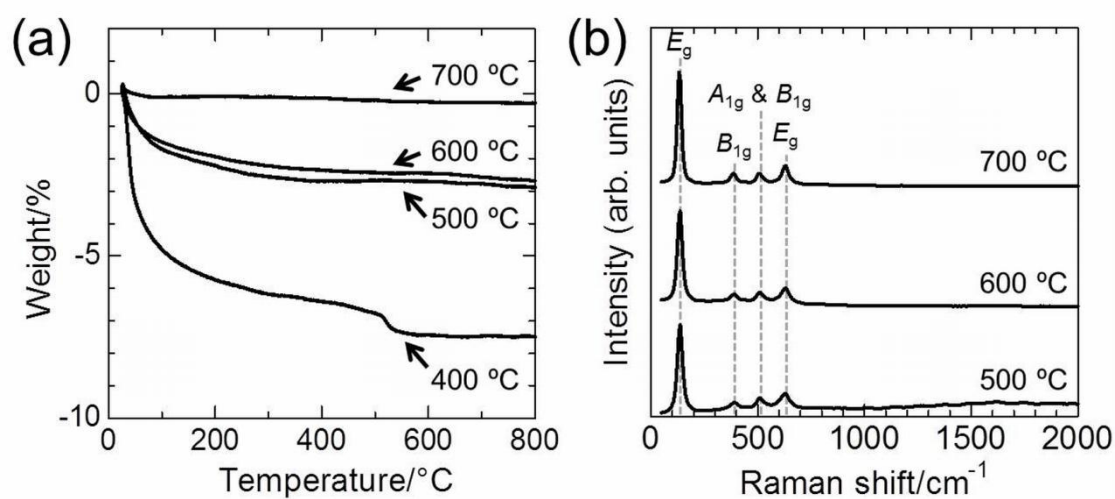 (a)
Weight/%
0
-5
-10
700 ºC
600 ºC
500 ºC
400 ºC
0 200 400 600 800
Temperature/°C
(b)
Intensity (arb. units)
Eg
A1g & B1g
B1g
Eg
700 ºC
600 ºC
500 ºC
0 500 1000 1500 2000
Raman shift/cm-1